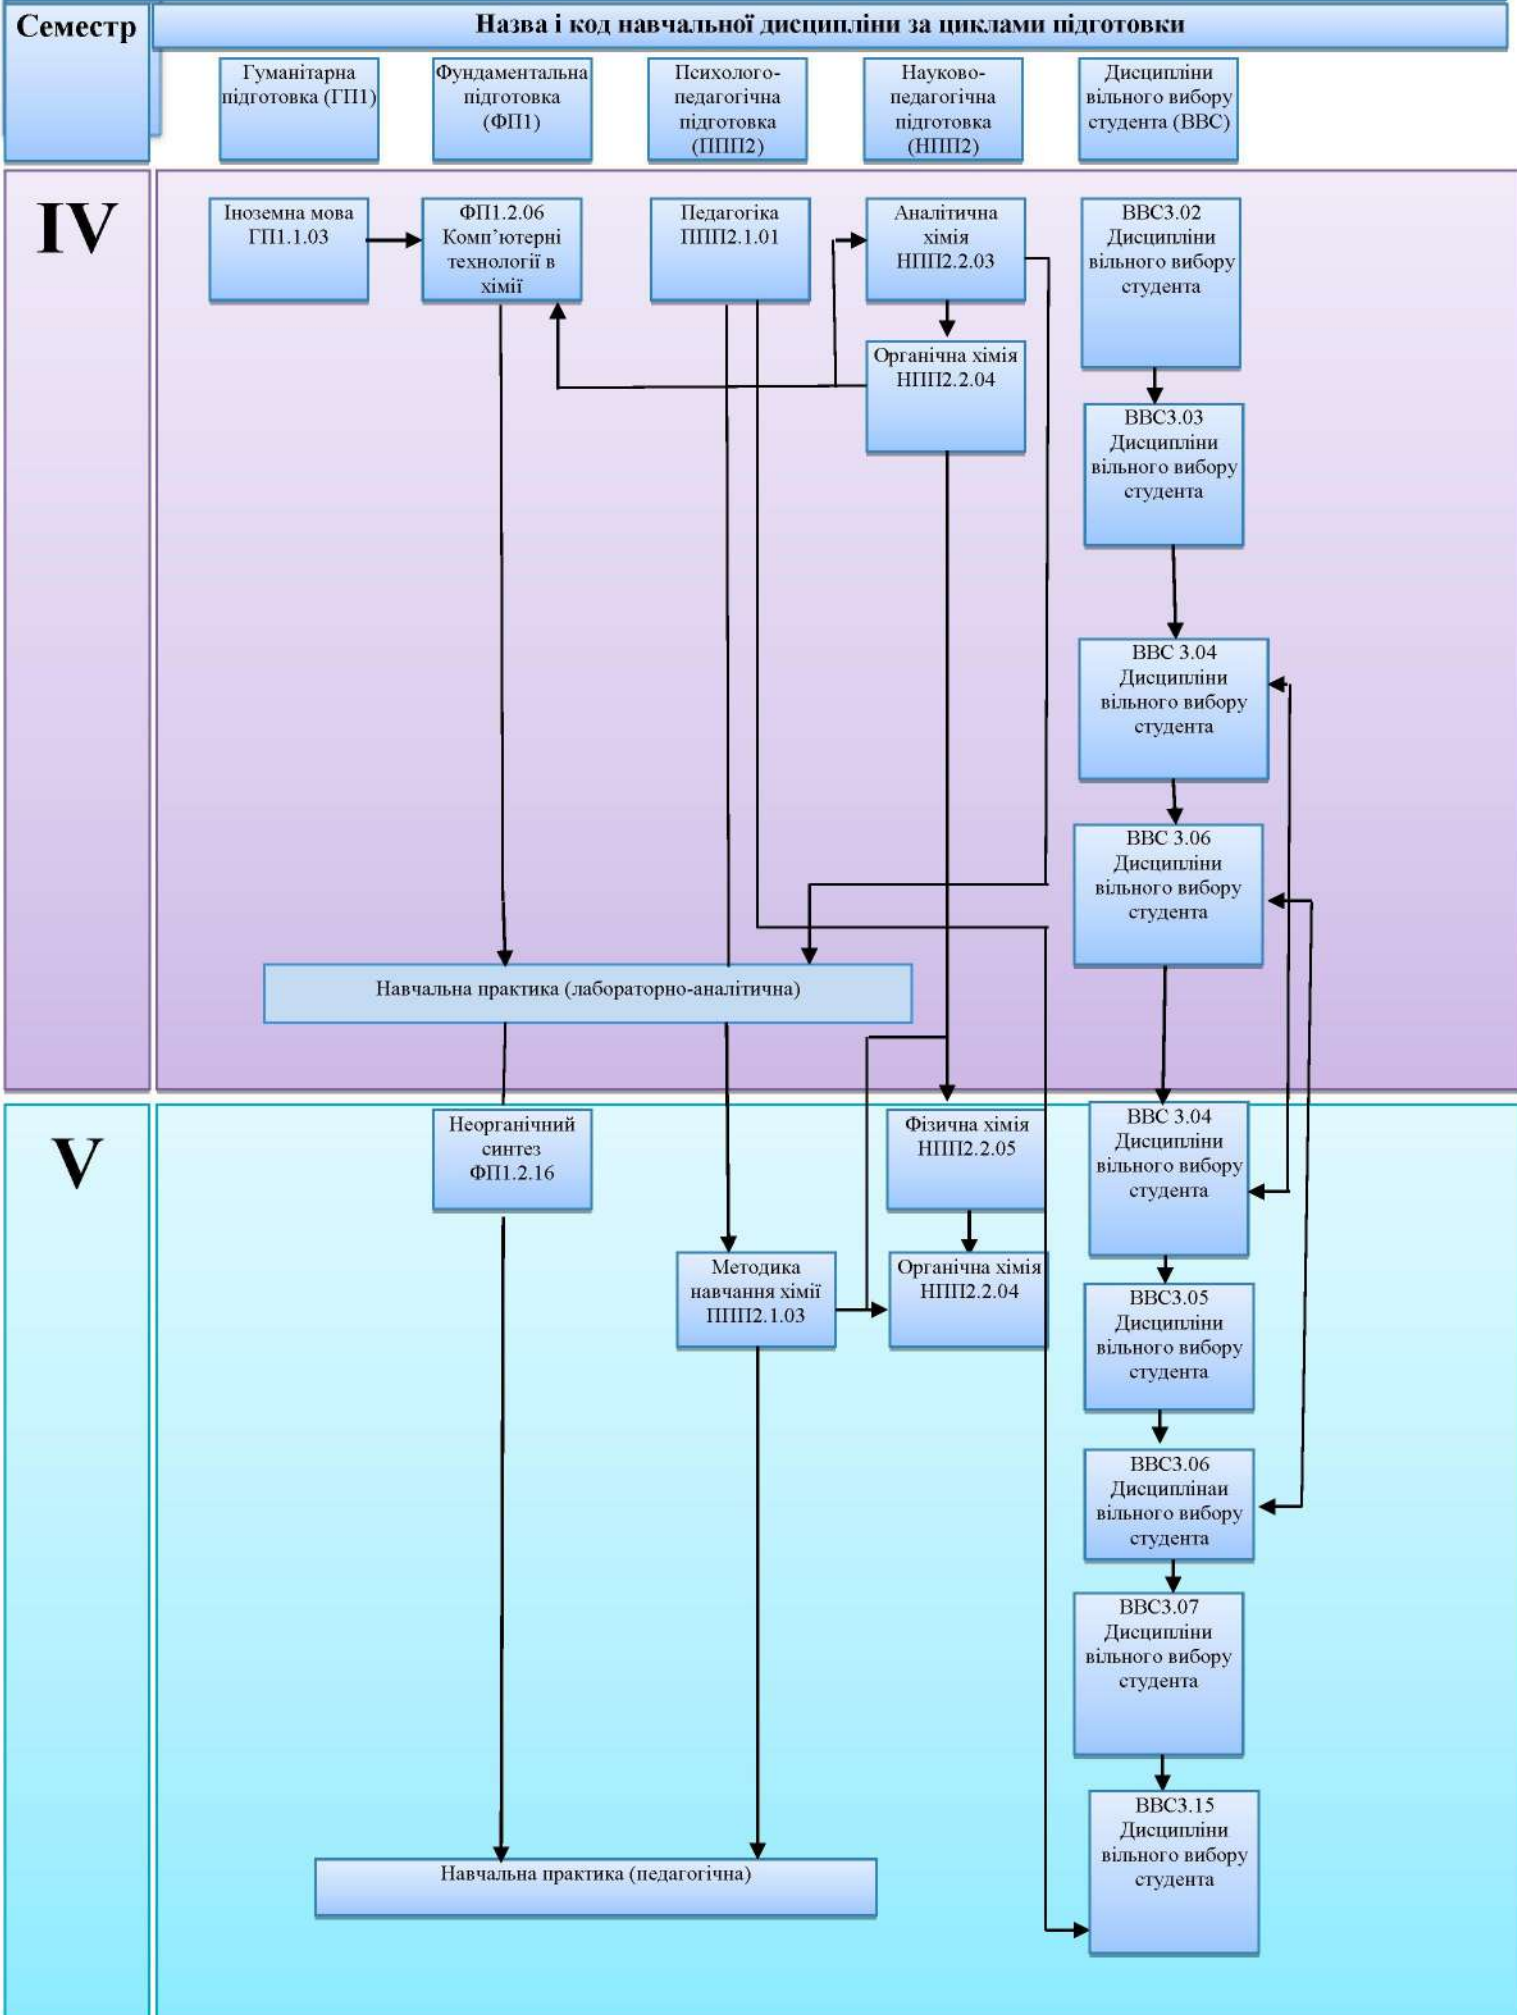 Семестр
Назва і код навчальної дисципліни за циклами підготовки
Гуманітарна
підготовка (ГП1)
Фундаментальна
підготовка
(ФП1)
Психолого-
педагогічна
підготовка
(ППП2)
Науково-
педагогічна
підготовка
(НПП2)
Дисципліни
вільного вибору
студента (ВВС)
IV
Іноземна мова
ГП1.1.03
ФП1.2.06
Комп’ютерні
технології в
хімії
Педагогіка
ППП2.1.01
Аналітична
хімія
НПП2.2.03
ВВС3.02
Дисципліни
вільного вибору
студента
Органічна хімія
НПП2.2.04
ВВС3.03
Дисципліни
вільного вибору
студента
ВВС 3.04
Дисципліни
вільного вибору
студента
ВВС 3.06
Дисципліни
вільного вибору
студента
Навчальна практика (лабораторно-аналітична)
V
Неорганічний
синтез
ФП1.2.16
Фізична хімія
НПП2.2.05
ВВС 3.04
Дисципліни
вільного вибору
студента
Методика
навчання хімії
ППП2.1.03
Органічна хімія
НПП2.2.04
ВВС3.05
Дисципліни
вільного вибору
студента
ВВС3.06
Дисциплінаи
вільного вибору
студента
ВВС3.07
Дисципліни
вільного вибору
студента
ВВС3.15
Дисципліни
вільного вибору
студента
Навчальна практика (педагогічна)